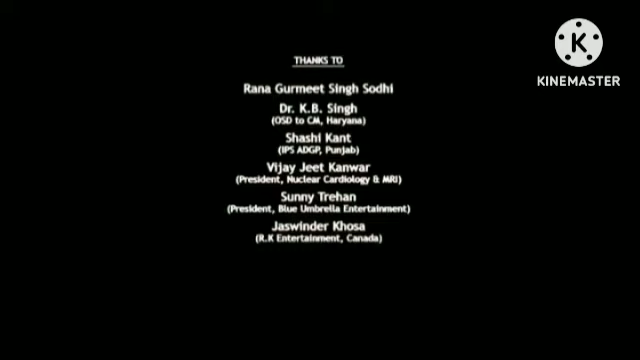 THANKS TO
Rana Gurmeet Singh Sodhi
Dr. K.B. Singh
(OSD to CM, Haryana)
Shashi Kant
(IPS ADGP, Punjab)
Vijay Jeet Kanwar
(President, Nuclear Cardiology & MRI)
Sunny Trehan
(President, Blue Umbrella Entertainment)
Jaswinder Khosa
(R.K Entertainment, Canada)
K
KINEMASTER